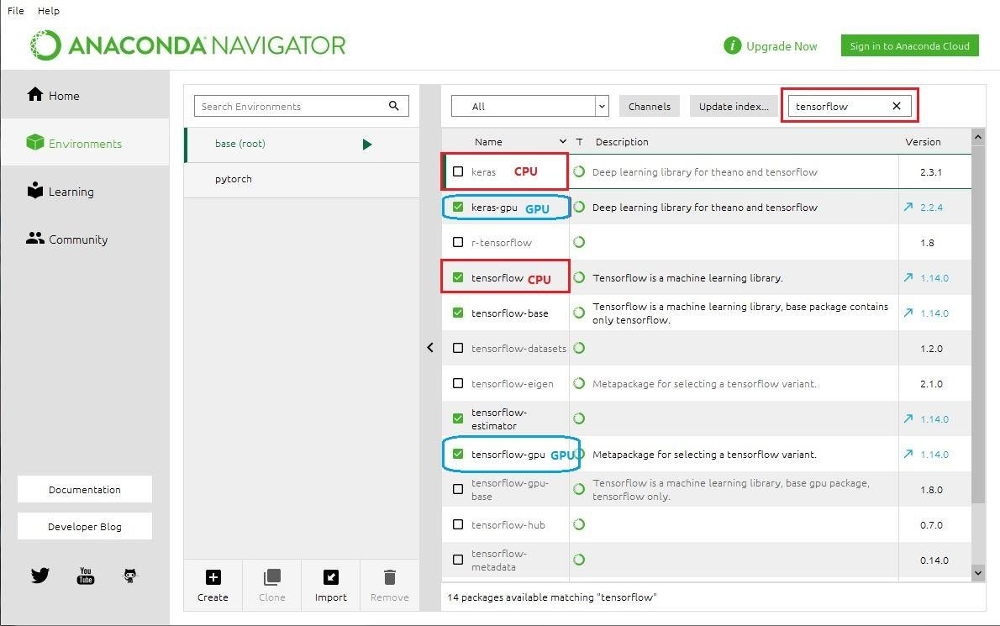 File Help
ANACONDA NAVIGATOR
i Upgrade Now
Sign in to Anaconda Cloud
Home
Environments
Learning
Community
Documentation
Developer Blog
You
Tube
Search Environments
base (root)
pytorch
Create
Clone
Import
Remove
All
Channels
Update index...
tensorflow
Name T Description Version
keras CPU Deep learning library for theano and tensorflow 2.3.1
keras-gpu GPU Deep learning library for theano and tensorflow 2.2.4
r-tensorflow 1.8
tensorflow CPU Tensorflow is a machine learning library. 1.14.0
tensorflow-base Tensorflow is a machine learning library, base package contains
only tensorflow. 1.14.0
tensorflow-datasets 1.2.0
tensorflow-eigen Metapackage for selecting a tensorflow variant. 2.1.0
tensorflow-
estimator 1.14.0
tensorflow-gpu GPU Metapackage for selecting a tensorflow variant. 1.14.0
tensorflow-gpu-
base Tensorflow is a machine learning library, base gpu package,
tensorflow only. 1.8.0
tensorflow-hub 0.7.0
tensorflow-
metadata 0.14.0
14 packages available matching "tensorflow"